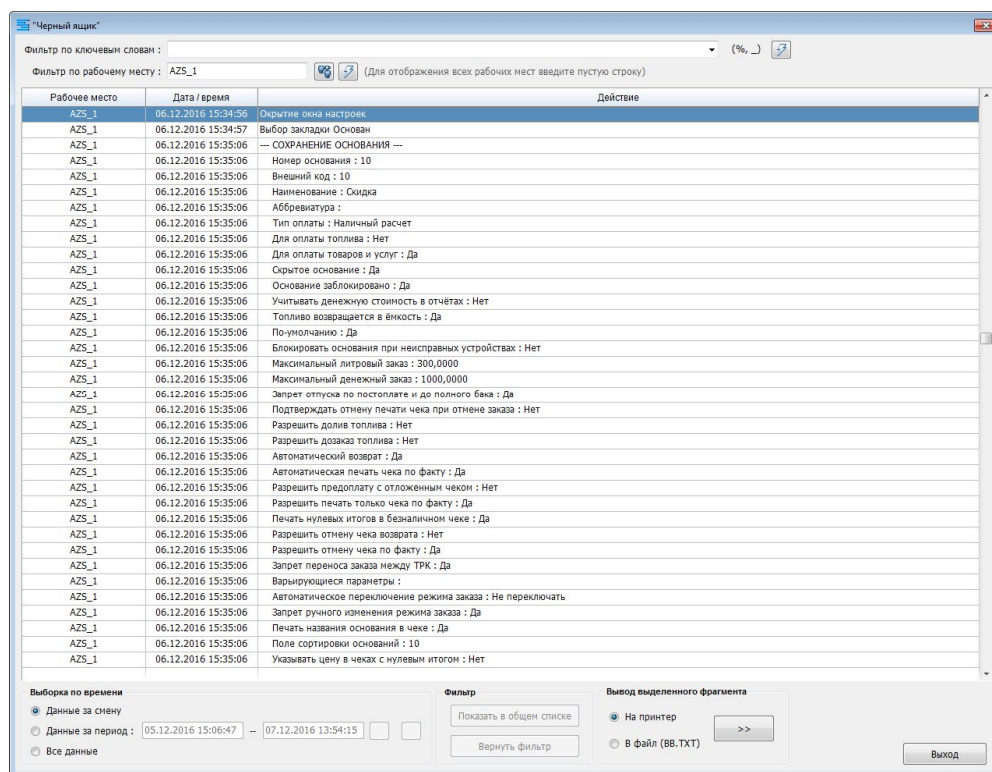 "Черный ящик"
Фильтр по ключевым словам : (%, _)
Фильтр по рабочему месту : AZS_1 (Для отображения всех рабочих мест введите пустую строку)
Рабочее место Дата / время Действие
AZS_1 06.12.2016 15:34:56 Окрытие окна настроек
AZS_1 06.12.2016 15:34:57 Выбор закладки Основан
AZS_1 06.12.2016 15:35:06 --- СОХРАНЕНИЕ ОСНОВАНИЯ ---
AZS_1 06.12.2016 15:35:06 Номер основания : 10
AZS_1 06.12.2016 15:35:06 Внешний код : 10
AZS_1 06.12.2016 15:35:06 Наименование : Скидка
AZS_1 06.12.2016 15:35:06 Аббревиатура :
AZS_1 06.12.2016 15:35:06 Тип оплаты : Наличный расчет
AZS_1 06.12.2016 15:35:06 Для оплаты топлива : Нет
AZS_1 06.12.2016 15:35:06 Для оплаты товаров и услуг : Да
AZS_1 06.12.2016 15:35:06 Скрытое основание : Да
AZS_1 06.12.2016 15:35:06 Основание заблокировано : Да
AZS_1 06.12.2016 15:35:06 Учитывать денежную стоимость в отчётах : Нет
AZS_1 06.12.2016 15:35:06 Топливо возвращается в ёмкость : Да
AZS_1 06.12.2016 15:35:06 По-умолчанию : Да
AZS_1 06.12.2016 15:35:06 Блокировать основания при неисправных устройствах : Нет
AZS_1 06.12.2016 15:35:06 Максимальный литровый заказ : 300,0000
AZS_1 06.12.2016 15:35:06 Максимальный денежный заказ : 1000,0000
AZS_1 06.12.2016 15:35:06 Запрет отпуска по постоплате и до полного бака : Да
AZS_1 06.12.2016 15:35:06 Подтверждать отмену печати чека при отмене заказа : Нет
AZS_1 06.12.2016 15:35:06 Разрешить долив топлива : Нет
AZS_1 06.12.2016 15:35:06 Разрешить дозаказ топлива : Нет
AZS_1 06.12.2016 15:35:06 Автоматический возврат : Да
AZS_1 06.12.2016 15:35:06 Автоматическая печать чека по факту : Да
AZS_1 06.12.2016 15:35:06 Разрешить предоплату с отложенным чеком : Нет
AZS_1 06.12.2016 15:35:06 Разрешить печать только чека по факту : Да
AZS_1 06.12.2016 15:35:06 Печать нулевых итогов в безналичном чеке : Да
AZS_1 06.12.2016 15:35:06 Разрешить отмену чека возврата : Нет
AZS_1 06.12.2016 15:35:06 Разрешить отмену чека по факту : Да
AZS_1 06.12.2016 15:35:06 Запрет переноса заказа между ТРК : Да
AZS_1 06.12.2016 15:35:06 Варьирующиеся параметры :
AZS_1 06.12.2016 15:35:06 Автоматическое переключение режима заказа : Не переключать
AZS_1 06.12.2016 15:35:06 Запрет ручного изменения режима заказа : Да
AZS_1 06.12.2016 15:35:06 Печать названия основания в чеке : Да
AZS_1 06.12.2016 15:35:06 Поле сортировки оснований : 10
AZS_1 06.12.2016 15:35:06 Указывать цену в чеках с нулевым итогом : Нет
Выборка по времени
Данные за смену
Данные за период : 05.12.2016 15:06:47 -- 07.12.2016 13:54:15
Все данные
Фильтр
Показать в общем списке
Вернуть фильтр
Вывод выделенного фрагмента
На принтер
В файл (BB.TXT)
>>
Выход